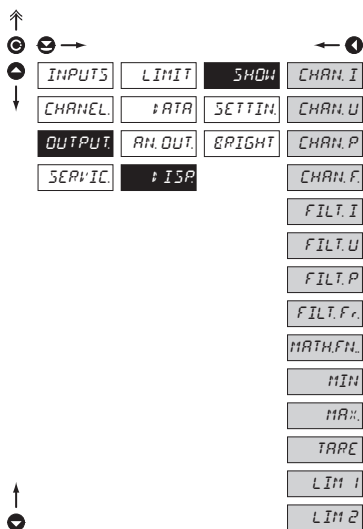 INPUTS LIMIT SHOW CHAN. I
CHANEL. DATA SETTIN. CHAN. U
OUTPUT. AN. OUT. BRIGHT CHAN. P
SERVIC. DISP. CHAN. F.
FILT. I
FILT. U
FILT. P
FILT. Fr.
MATH.FN..
MIN
MAX.
TARE
LIM 1
LIM 2